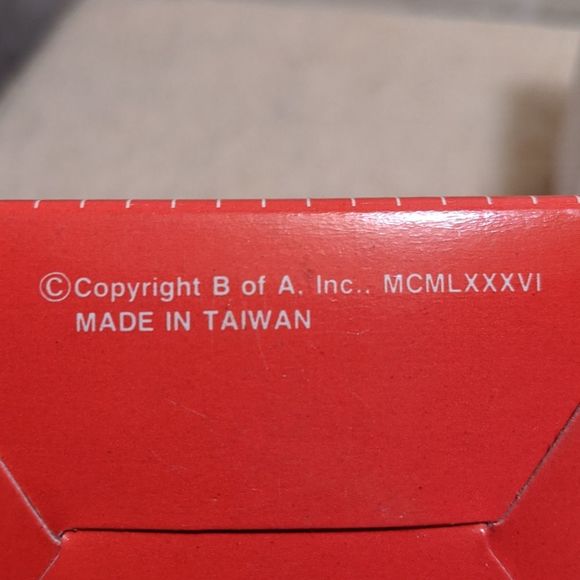 ©Copyright B of A. Inc.. MCMLXXXVI
MADE IN TAIWAN